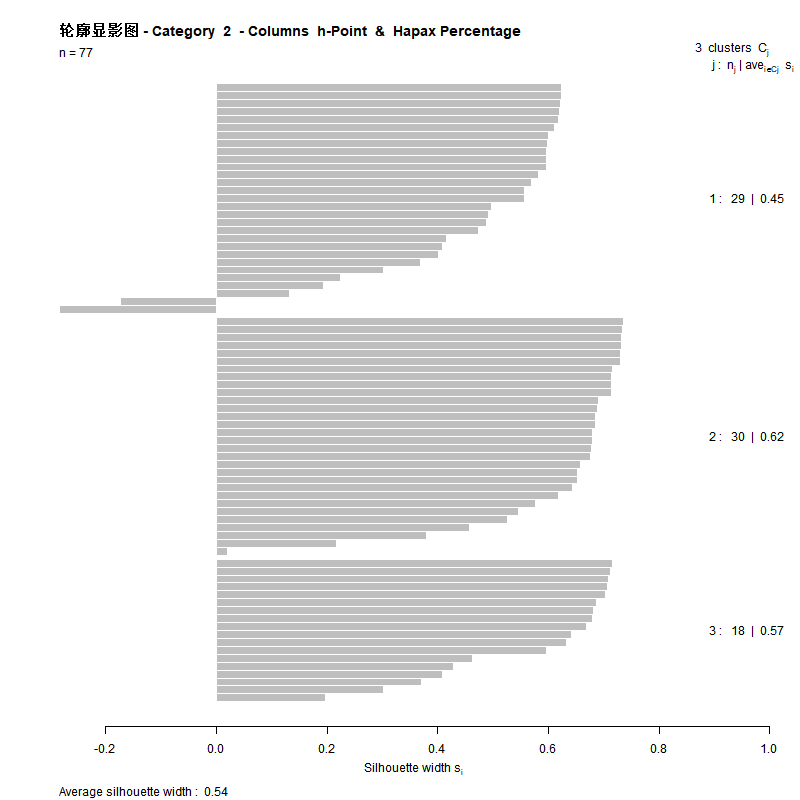 轮廓显影图 - Category 2 - Columns h-Point & Hapax Percentage
n = 77
3 clusters Cj
j : nj | avei∈Cj si
1 : 29 | 0.45
2 : 30 | 0.62
3 : 18 | 0.57
-0.2 0.0 0.2 0.4 0.6 0.8 1.0
Silhouette width si
Average silhouette width : 0.54